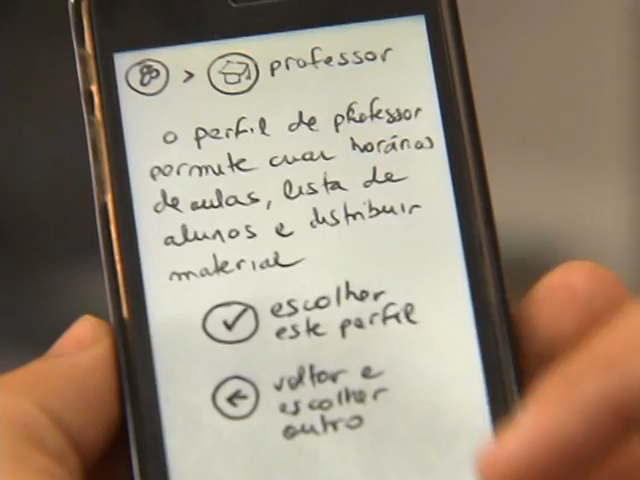 > professor
o perfil de professor
permite criar horários
de aulas, lista de
alunos e distribuir
material
escolher
este perfil
voltar e
escolher
outro